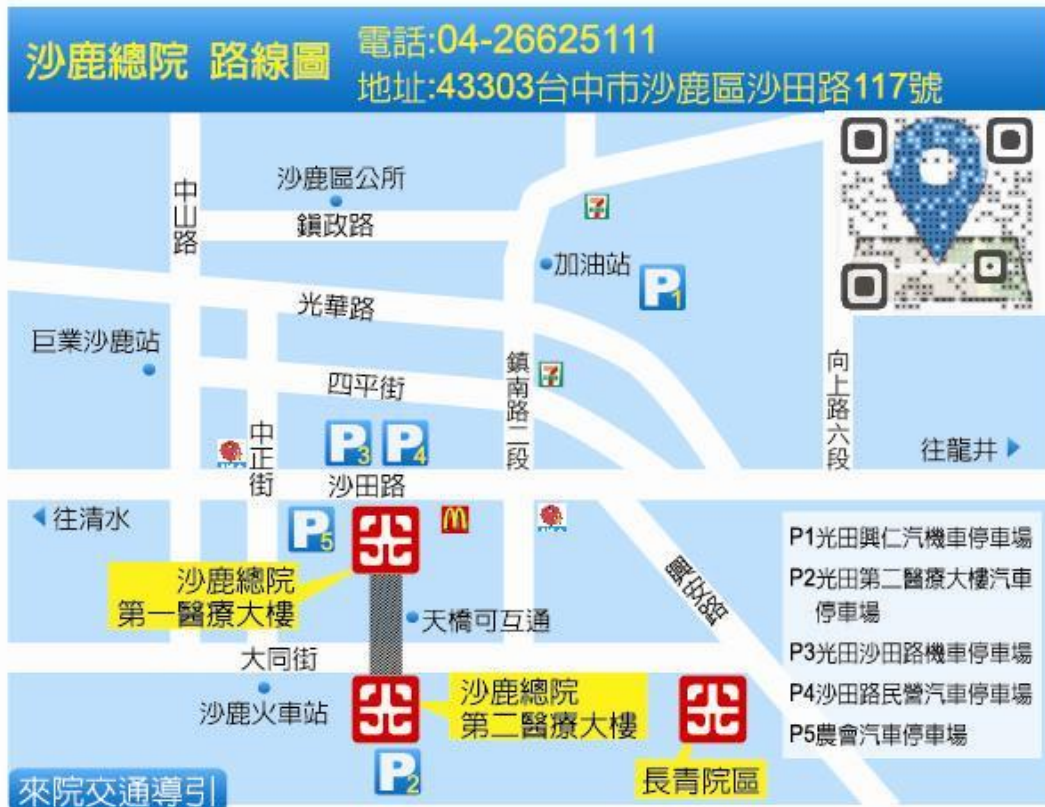 沙鹿總院 路線圖
電話:04-26625111
地址:43303台中市沙鹿區沙田路117號
中山路
沙鹿區公所
鎮政路
7
加油站
P1
光華路
巨業沙鹿站
四平街
鎮南路二段
7
向上路六段
往龍井
中正街
P3
P4
沙田路
往清水
P5
沙鹿總院
第一醫療大樓
天橋可互通
興安路
大同街
沙鹿火車站
沙鹿總院
第二醫療大樓
P2
長青院區
P1光田興仁汽機車停車場
P2光田第二醫療大樓汽車
停車場
P3光田沙田路機車停車場
P4沙田路民營汽車停車場
P5農會汽車停車場
來院交通導引